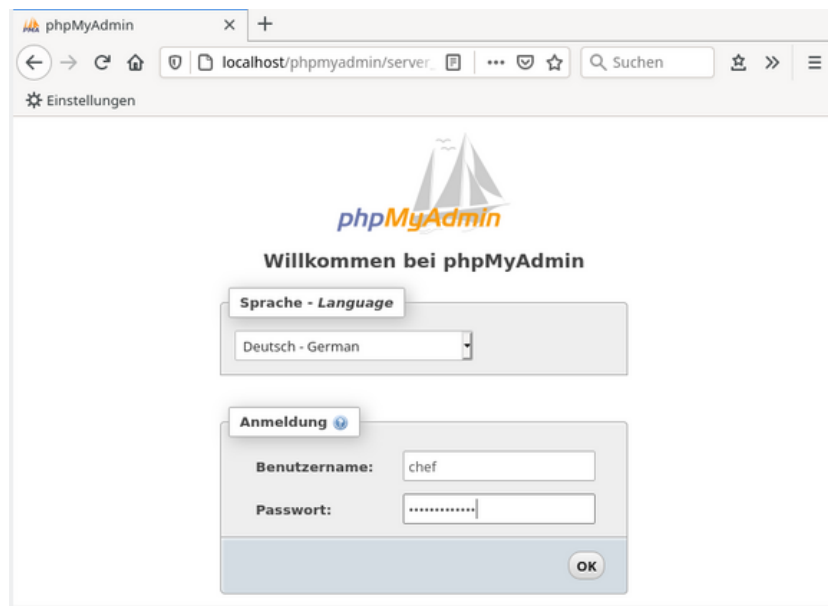 phpMyAdmin
localhost/phpmyadmin/server_
Suchen
Einstellungen
phpMyAdmin
Willkommen bei phpMyAdmin
Sprache - Language
Deutsch - German
Anmeldung
Benutzername: chef
Passwort: •••••••••••••
OK